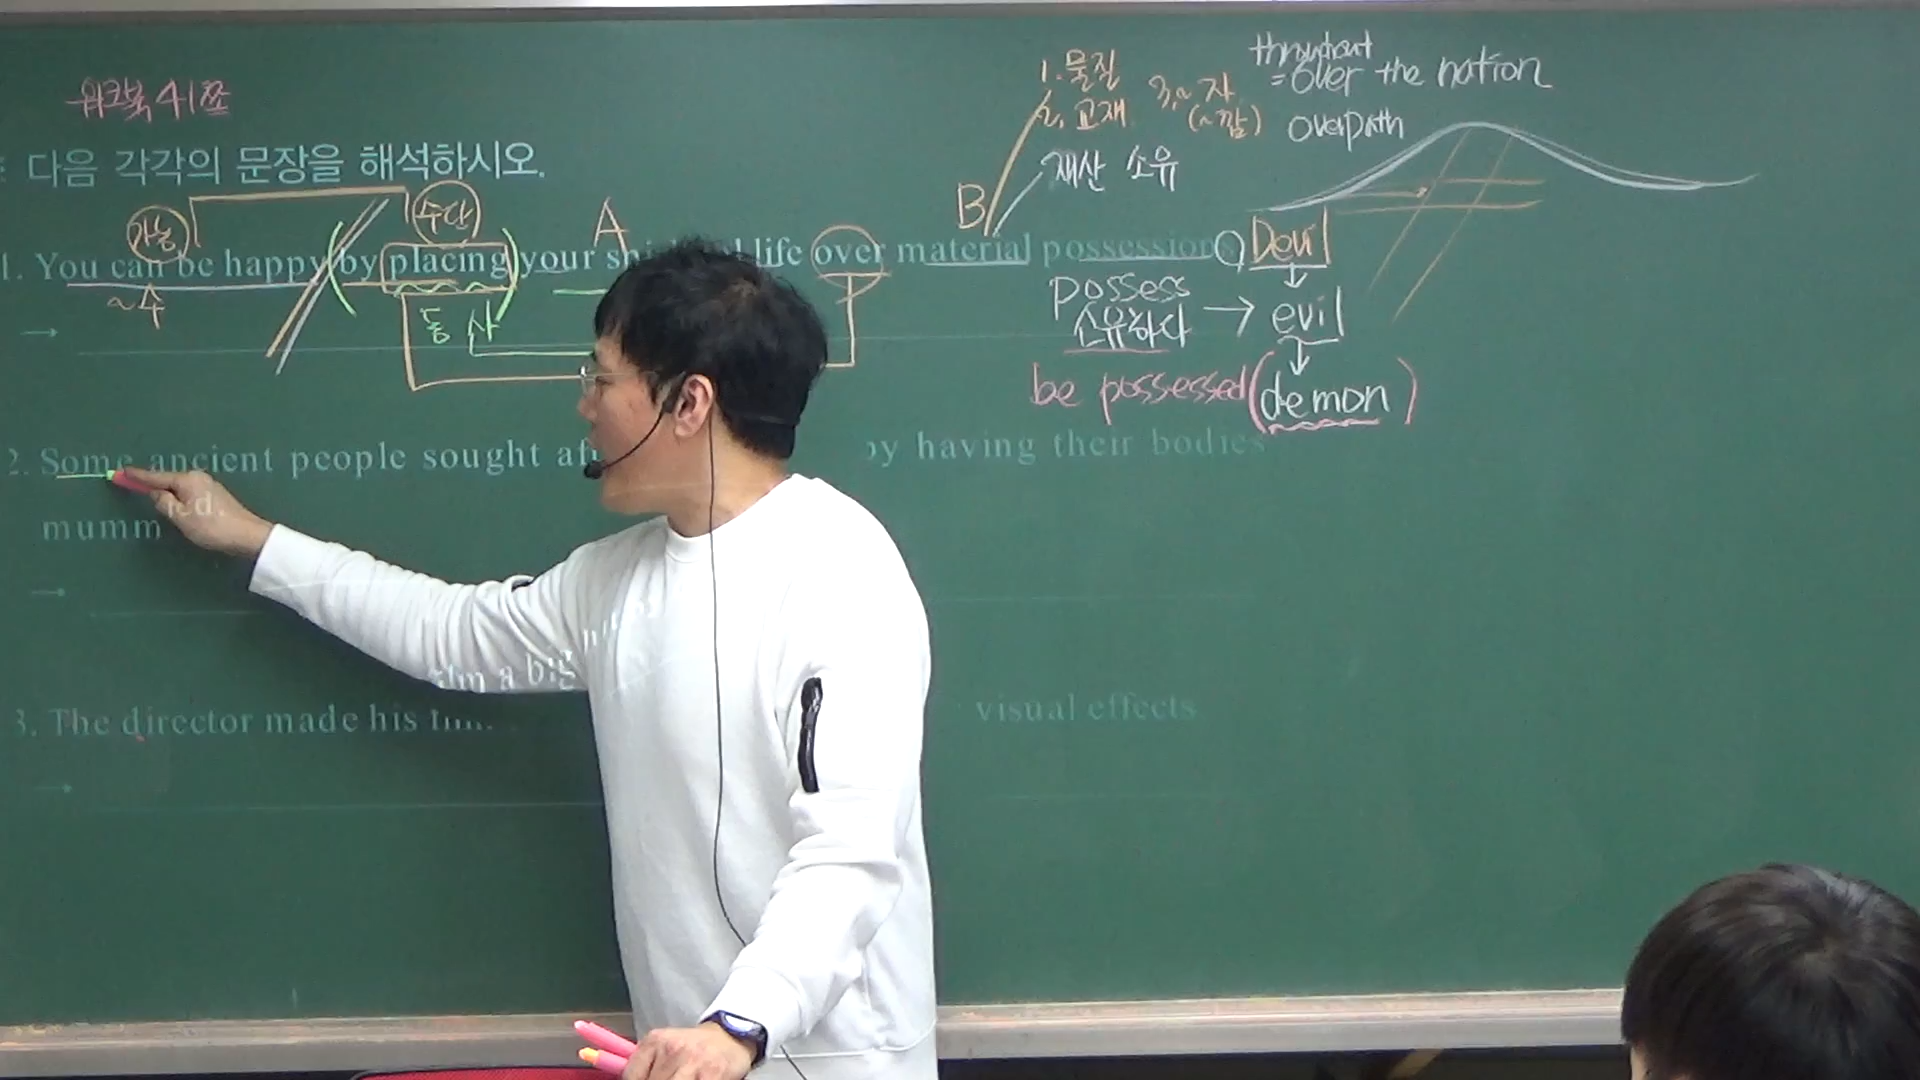 워크북 41쪽
다음 각각의 문장을 해석하시오.
가능
수단
A
1. You can be happy by placing your life over material possessions
~수
동사
→
B
1. 물질
2. 교재
3. ~자
(~감)
재산 소유
throughout
= over the nation
overpath
Devil
↓
possess → evil
소유하다
↓
be possessed (demon)
2. Some ancient people sought by having their bodies
mummied.
→
3. The director made his film a big visual effects
→